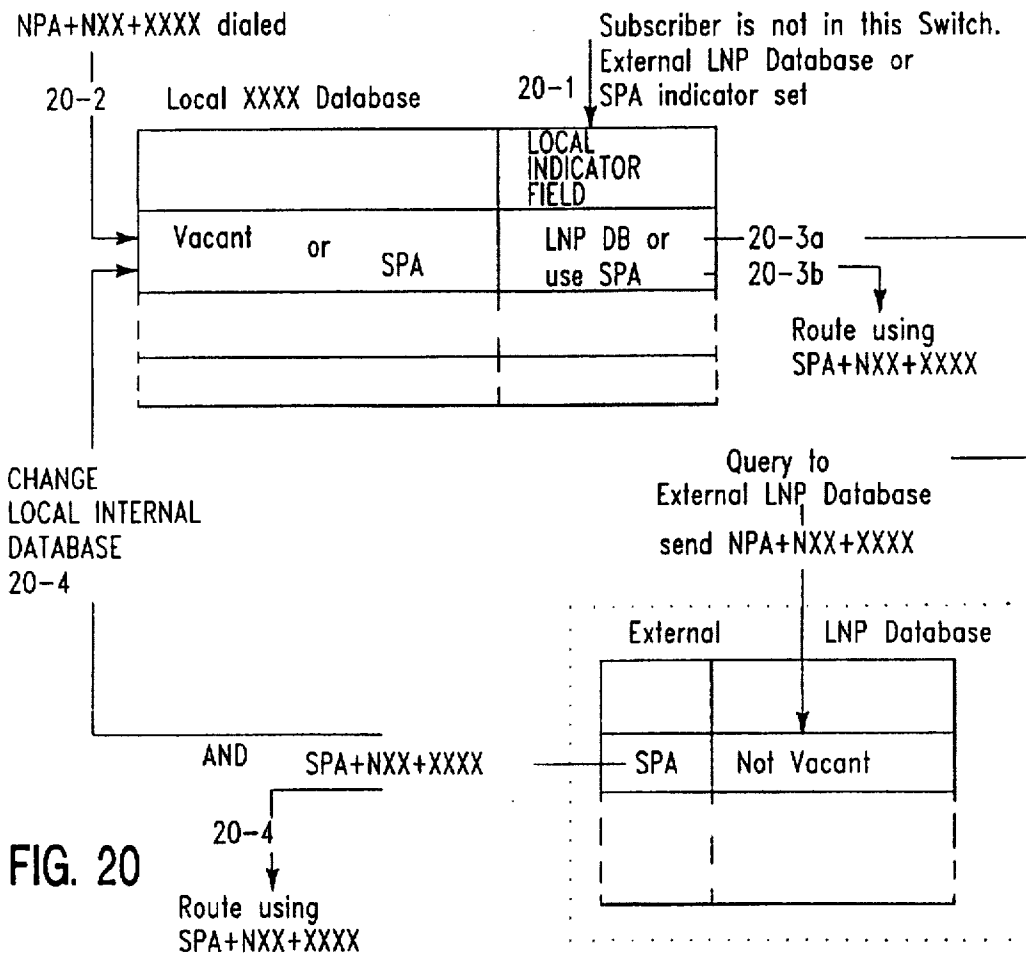 NPA+NXX+XXXX dialed
Subscriber is not in this Switch.
External LNP Database or
SPA indicator set
20-2
Local XXXX Database
20-1
LOCAL
INDICATOR
FIELD
Vacant or SPA
LNP DB or
use SPA
20-3a
20-3b
Route using
SPA+NXX+XXXX
CHANGE
LOCAL INTERNAL
DATABASE
20-4
Query to
External LNP Database
send NPA+NXX+XXXX
External LNP Database
SPA Not Vacant
AND SPA+NXX+XXXX
20-4
Route using
SPA+NXX+XXXX
FIG. 20